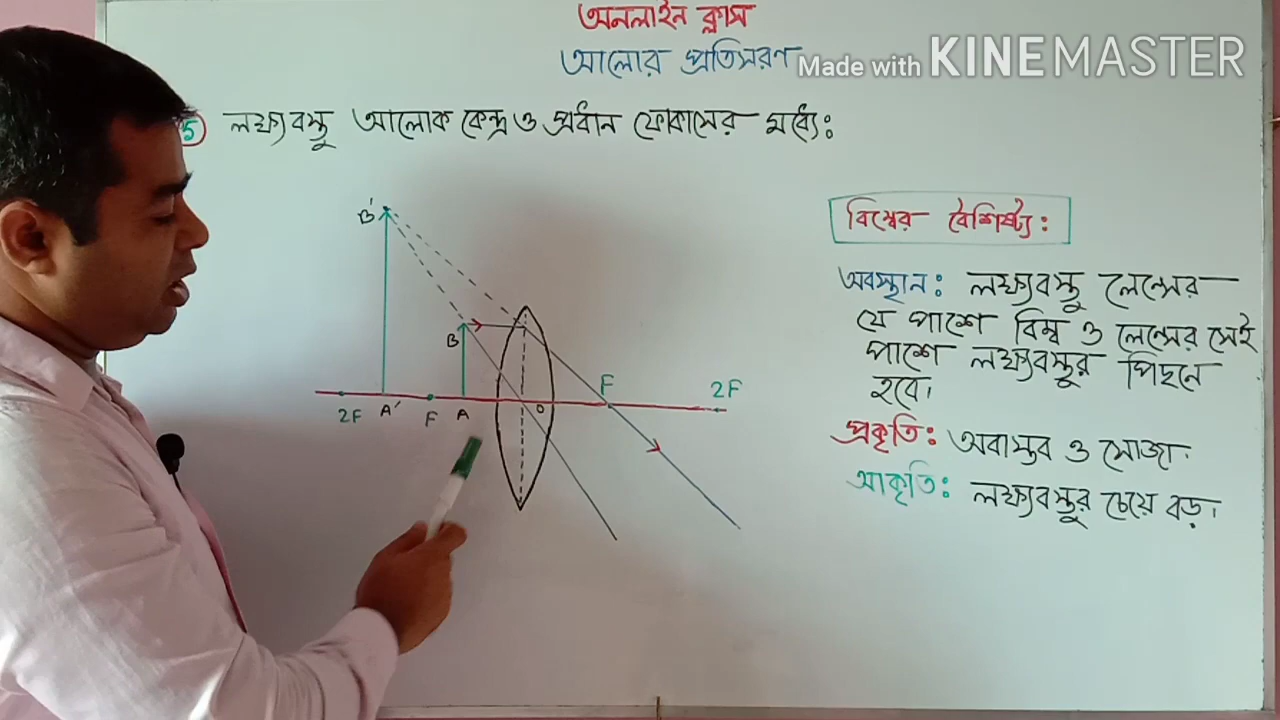 অনলাইন ক্লাস
আলোর প্রতিসরণ
Made with KINEMASTER
5 লক্ষ্যবস্তু আলোক কেন্দ্র ও প্রধান ফোকাসের মধ্যেঃ
B'
B
2F A' F A O F 2F
বিম্বের বৈশিষ্ট্য:
অবস্থান: লক্ষ্যবস্তু লেন্সের
যে পাশে বিম্ব ও লেন্সের সেই
পাশে লক্ষ্যবস্তুর পিছনে
হবে।
প্রকৃতি: অবাস্তব ও সোজা।
আকৃতি: লক্ষ্যবস্তুর চেয়ে বড়।